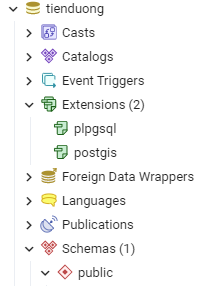 tienduong
Casts
Catalogs
Event Triggers
Extensions (2)
plpgsql
postgis
Foreign Data Wrappers
Languages
Publications
Schemas (1)
public